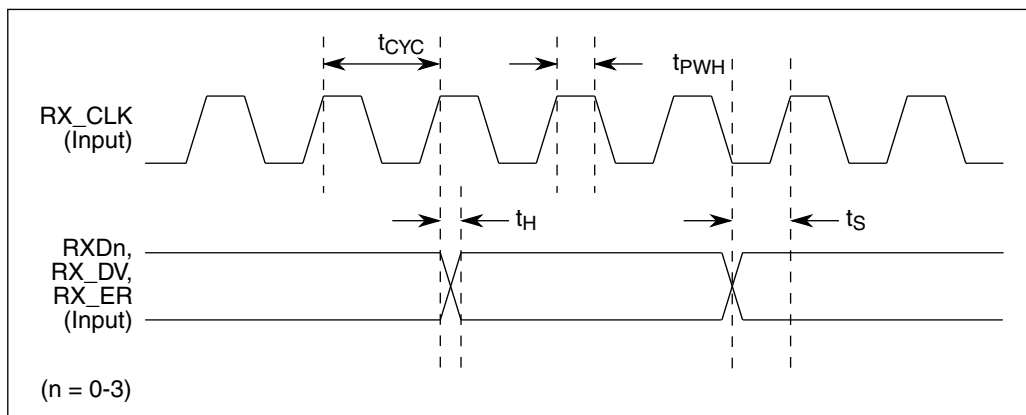 tCYC
tPWH
RX_CLK
(Input)
tH
tS
RXDn,
RX_DV,
RX_ER
(Input)
(n = 0-3)